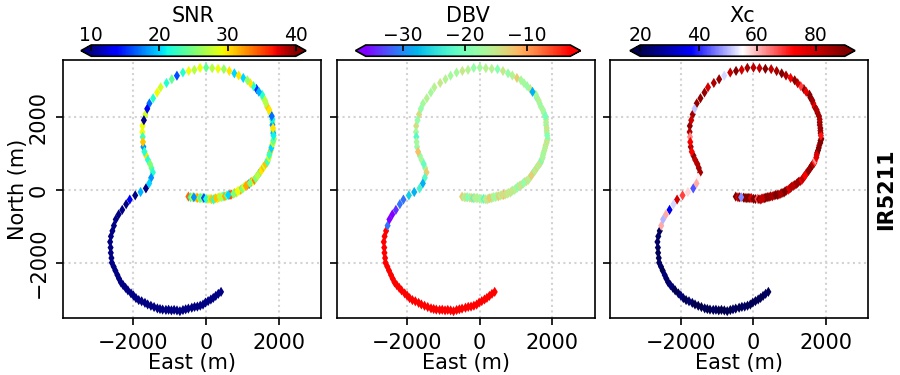 SNR DBV Xc
10 20 30 40 −30 −20 −10 20 40 60 80
2000
0
−2000
North (m)
−2000 0 2000 −2000 0 2000 −2000 0 2000
East (m) East (m) East (m)
IR5211